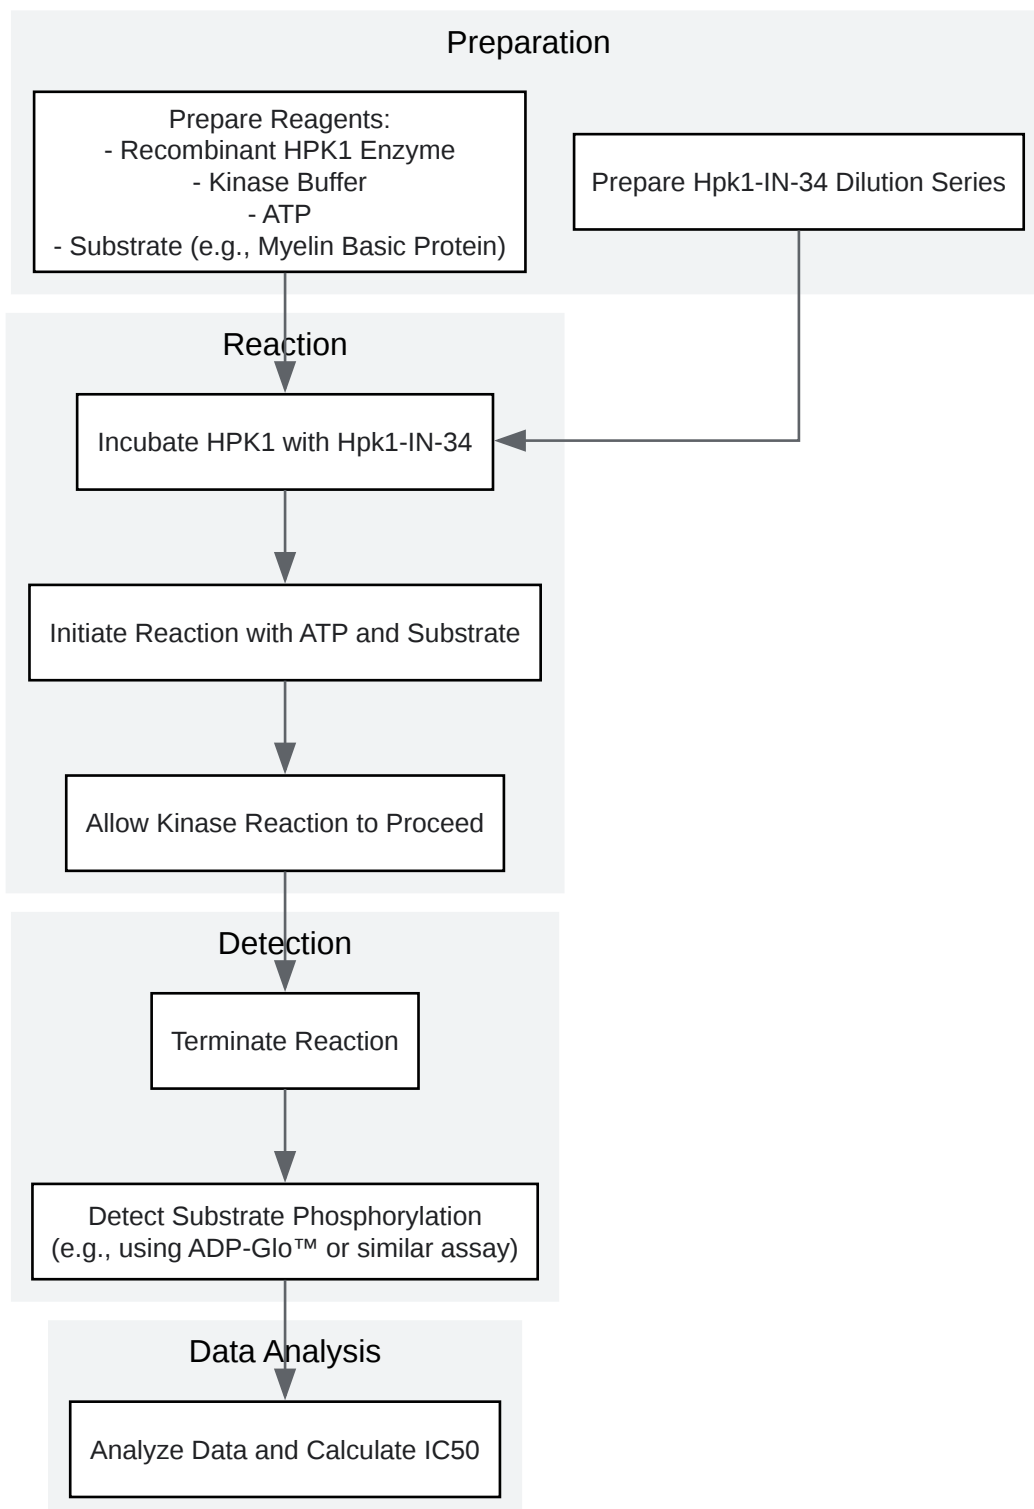 Preparation
Prepare Reagents:
- Recombinant HPK1 Enzyme
- Kinase Buffer
- ATP
- Substrate (e.g., Myelin Basic Protein)
Prepare Hpk1-IN-34 Dilution Series
Reaction
Incubate HPK1 with Hpk1-IN-34
Initiate Reaction with ATP and Substrate
Allow Kinase Reaction to Proceed
Detection
Terminate Reaction
Detect Substrate Phosphorylation
(e.g., using ADP-Glo™ or similar assay)
Data Analysis
Analyze Data and Calculate IC50